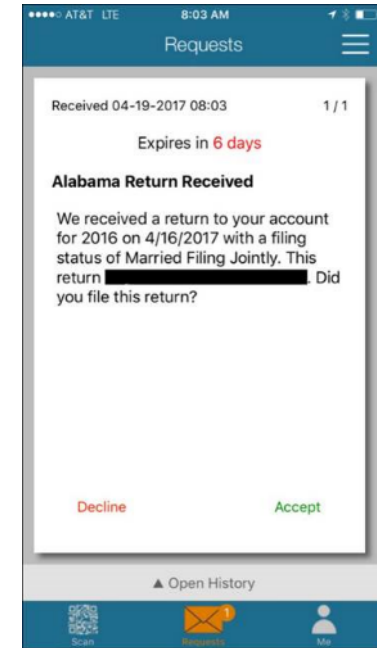 AT&T LTE 8:03 AM
Requests
Received 04-19-2017 08:03 1 / 1
Expires in 6 days
Alabama Return Received
We received a return to your account
for 2016 on 4/16/2017 with a filing
status of Married Filing Jointly. This
return . Did
you file this return?
Decline Accept
▲ Open History
1
Scan Requests Me